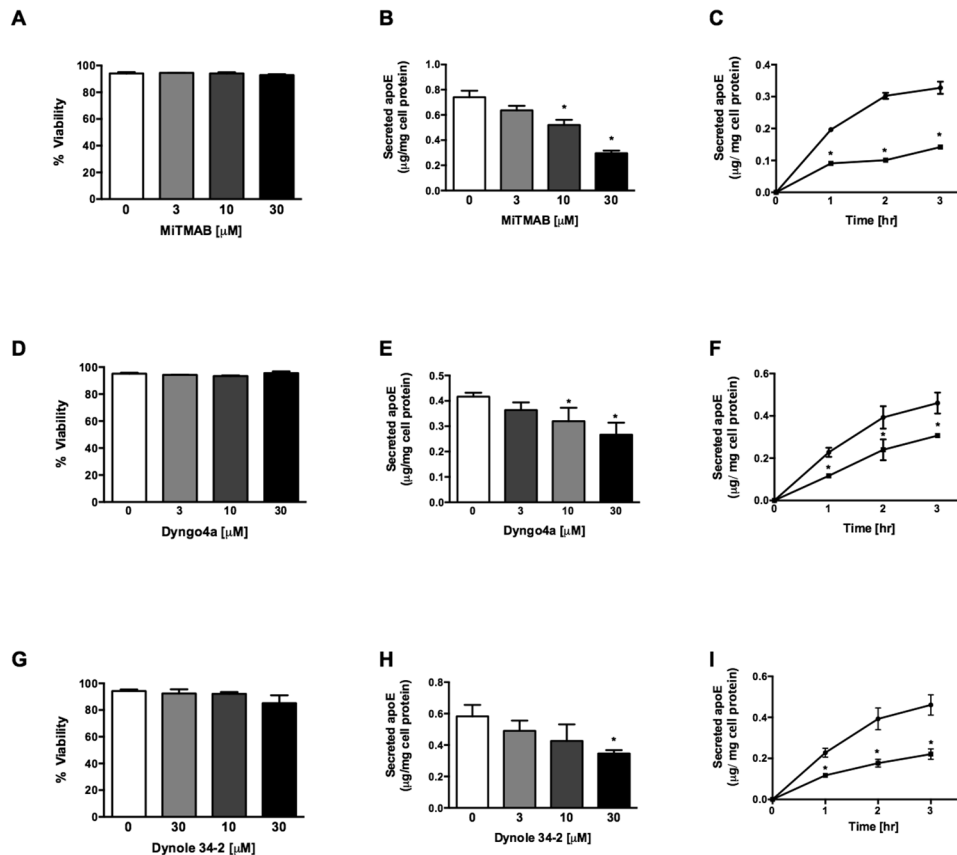 A
% Viability
100
80
60
40
20
0
0 3 10 30
MiTMAB [µM]
B
Secreted apoE
(µg/mg cell protein)
1.0
0.8
0.6
0.4
0.2
0.0
* *
0 3 10 30
MiTMAB [µM]
C
Secreted apoE
(µg/ mg cell protein)
0.4
0.3
0.2
0.1
0.0
* * *
0 1 2 3
Time [hr]
D
% Viability
100
80
60
40
20
0
0 3 10 30
Dyngo4a [µM]
E
Secreted apoE
(µg/mg cell protein)
0.5
0.4
0.3
0.2
0.1
0.0
* *
0 3 10 30
Dyngo4a [µM]
F
Secreted apoE
(µg/ mg cell protein)
0.6
0.4
0.2
0.0
* * *
0 1 2 3
Time [hr]
G
% Viability
100
80
60
40
20
0
0 30 10 30
Dynole 34-2 [µM]
H
Secreted apoE
(µg/mg cell protein)
0.8
0.6
0.4
0.2
0.0
*
0 3 10 30
Dynole 34-2 [µM]
I
Secreted apoE
(µg/ mg cell protein)
0.6
0.4
0.2
0.0
* * *
0 1 2 3
Time [hr]